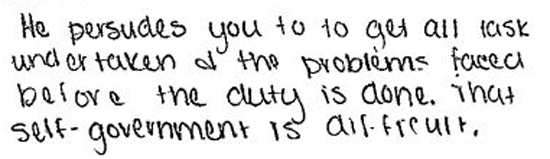 He persudes you to to get all task
undertaken & the problems faced
before the duty is done. That
self-government is difficult.